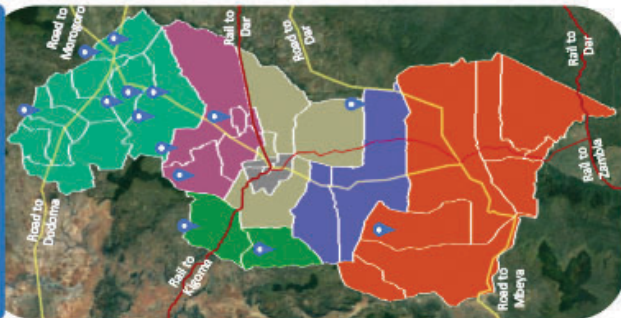 Road to
Morogoro
Rail to
Dar
Road to
Dar
Rail to
Dar
Road to
Dodoma
Rail to
Kigoma
Road to
Mbeya
Rail to
Zambia